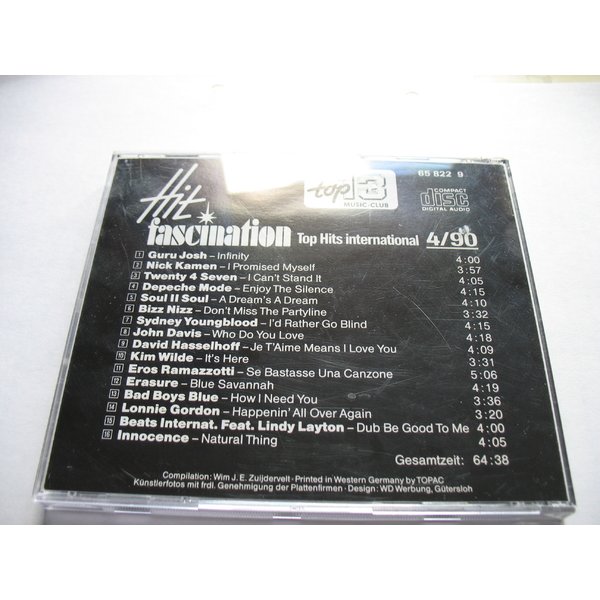 Hit
fascination Top Hits international 4/90
top 13
MUSIC-CLUB
65 822 9
COMPACT
disc
DIGITAL AUDIO
1 Guru Josh – Infinity 4:00
2 Nick Kamen – I Promised Myself 3:57
3 Twenty 4 Seven – I Can't Stand It 4:05
4 Depeche Mode – Enjoy The Silence 4:15
5 Soul II Soul – A Dream's A Dream 4:10
6 Bizz Nizz – Don't Miss The Partyline 3:32
7 Sydney Youngblood – I'd Rather Go Blind 4:15
8 John Davis – Who Do You Love 4:18
9 David Hasselhoff – Je T'Aime Means I Love You 4:09
10 Kim Wilde – It's Here 3:31
11 Eros Ramazzotti – Se Bastasse Una Canzone 5:06
12 Erasure – Blue Savannah 4:19
13 Bad Boys Blue – How I Need You 3:36
14 Lonnie Gordon – Happenin' All Over Again 3:20
15 Beats Internat. Feat. Lindy Layton – Dub Be Good To Me 4:00
16 Innocence – Natural Thing 4:05
Gesamtzeit: 64:38
Compilation: Wim J. E. Zuijdervelt · Printed in Western Germany by TOPAC
Künstlerfotos mit frdl. Genehmigung der Plattenfirmen · Design: WD Werbung, Gütersloh